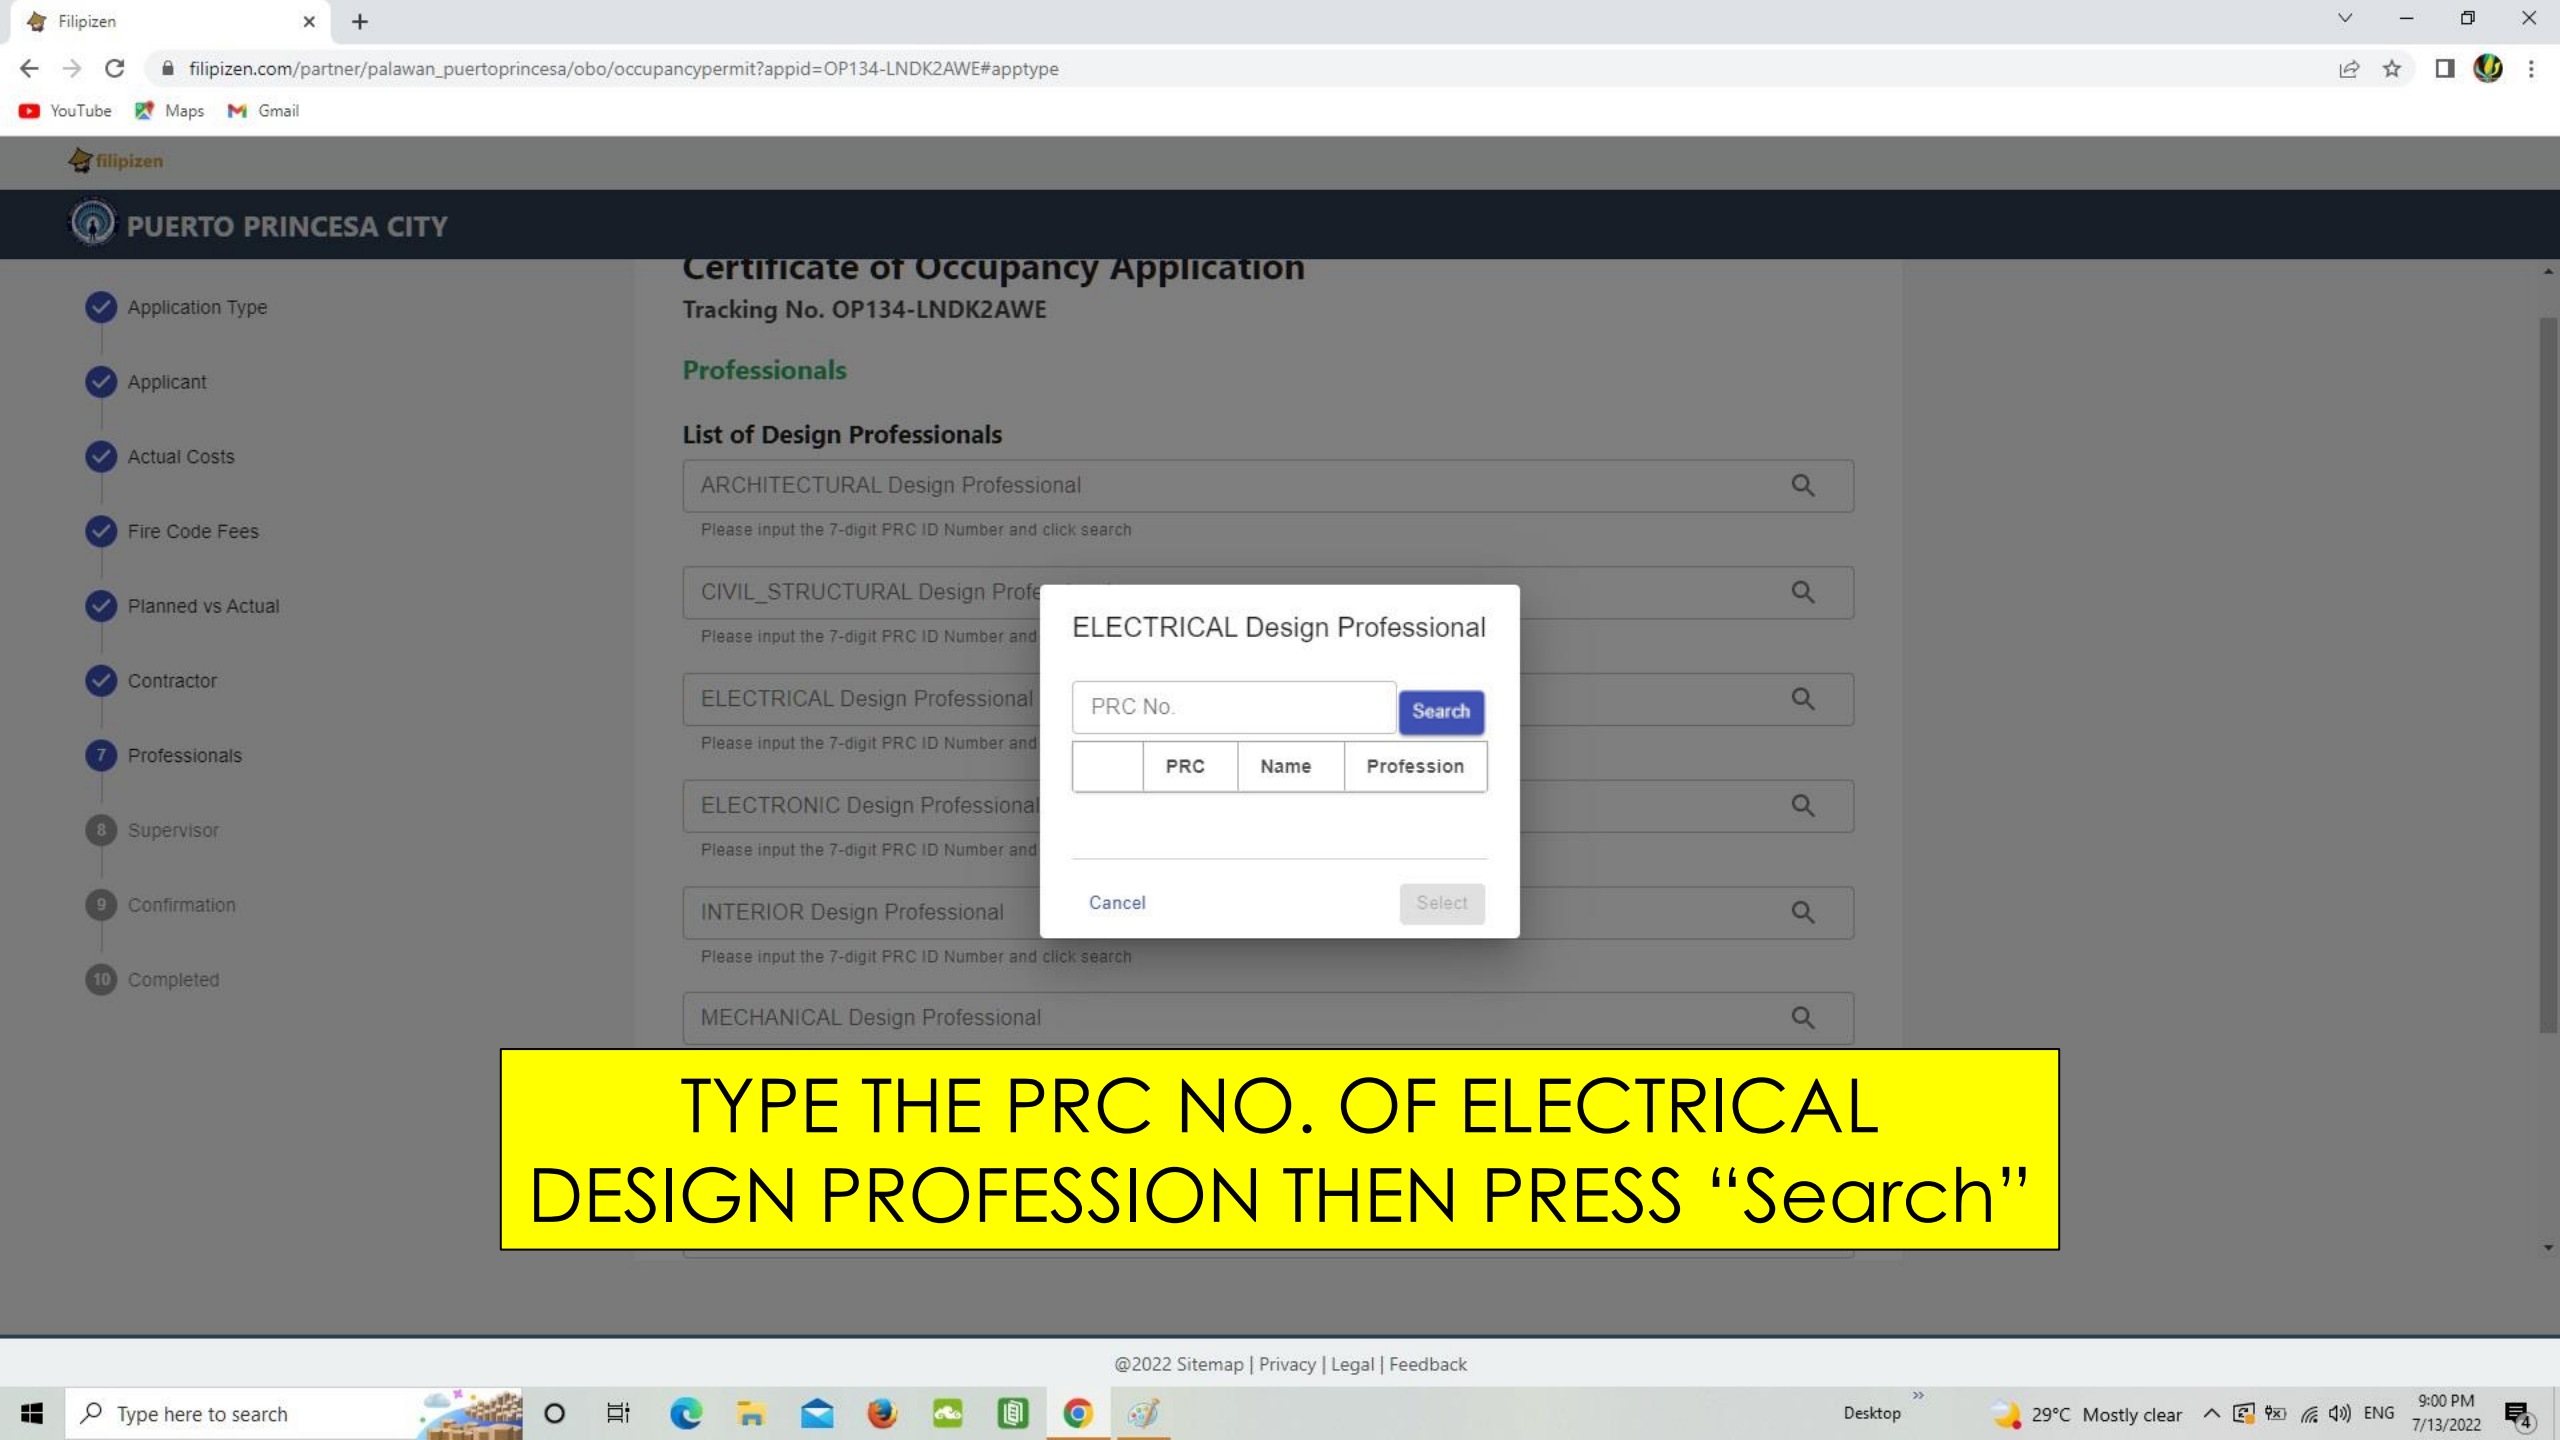 Filipizen
filipizen.com/partner/palawan_puertoprincesa/obo/occupancypermit?appid=OP134-LNDK2AWE#apptype
YouTube Maps Gmail
filipizen
PUERTO PRINCESA CITY
Certificate of Occupancy Application
Tracking No. OP134-LNDK2AWE
Professionals
List of Design Professionals
Application Type
Applicant
Actual Costs
Fire Code Fees
Planned vs Actual
Contractor
7 Professionals
8 Supervisor
9 Confirmation
10 Completed
ARCHITECTURAL Design Professional
Please input the 7-digit PRC ID Number and click search
CIVIL_STRUCTURAL Design Profe
Please input the 7-digit PRC ID Number and
ELECTRICAL Design Professional
Please input the 7-digit PRC ID Number and
ELECTRONIC Design Professional
Please input the 7-digit PRC ID Number and
INTERIOR Design Professional
Please input the 7-digit PRC ID Number and click search
MECHANICAL Design Professional
ELECTRICAL Design Professional
PRC No. Search
PRC Name Profession
Cancel Select
TYPE THE PRC NO. OF ELECTRICAL
DESIGN PROFESSION THEN PRESS “Search”
@2022 Sitemap | Privacy | Legal | Feedback
Type here to search
Desktop
29°C Mostly clear
ENG
9:00 PM
7/13/2022
4